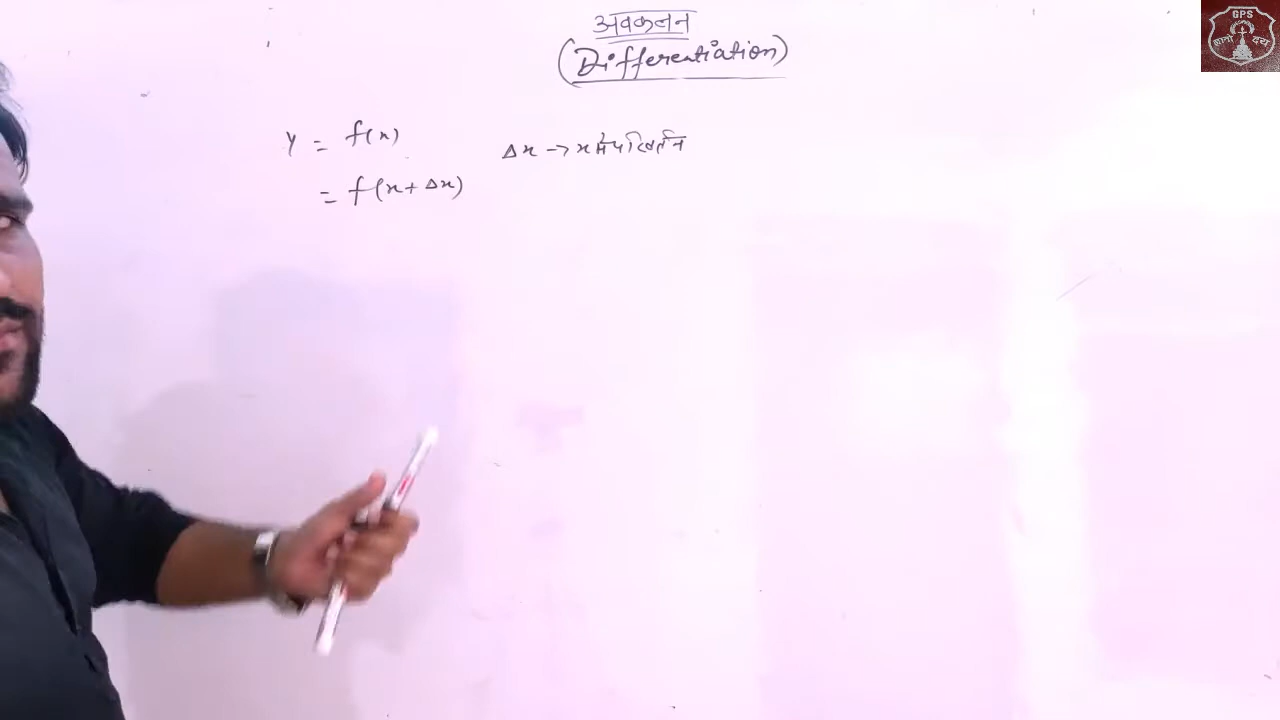 अवकलन
(Differentiation)
y = f(x) Δx → x में परिवर्तन
= f(x + Δx)
GPS